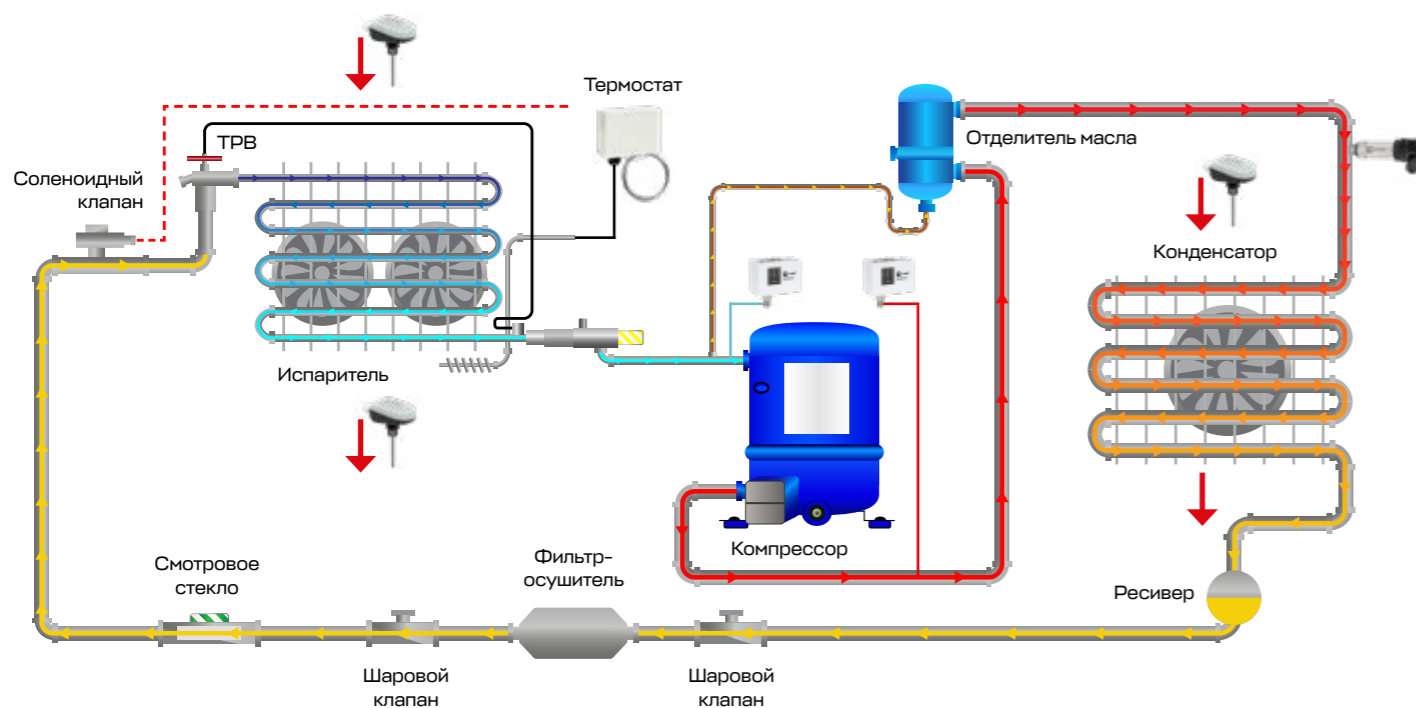 Термостат
ТРВ
Отделитель масла
Соленоидный
клапан
Конденсатор
Испаритель
Компрессор
Фильтр-
осушитель
Смотровое
стекло
Ресивер
Шаровой
клапан
Шаровой
клапан